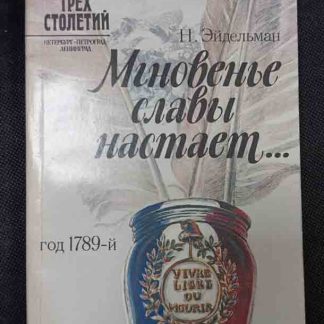 ТРЕХ
СТОЛЕТИЙ
ПЕТЕРБУРГ-ПЕТРОГРАД-
ЛЕНИНГРАД
Н. Эйдельман
Мгновенье
славы
настает...
год 1789-й
VIVRE
LIBRE
OU
MOURIR